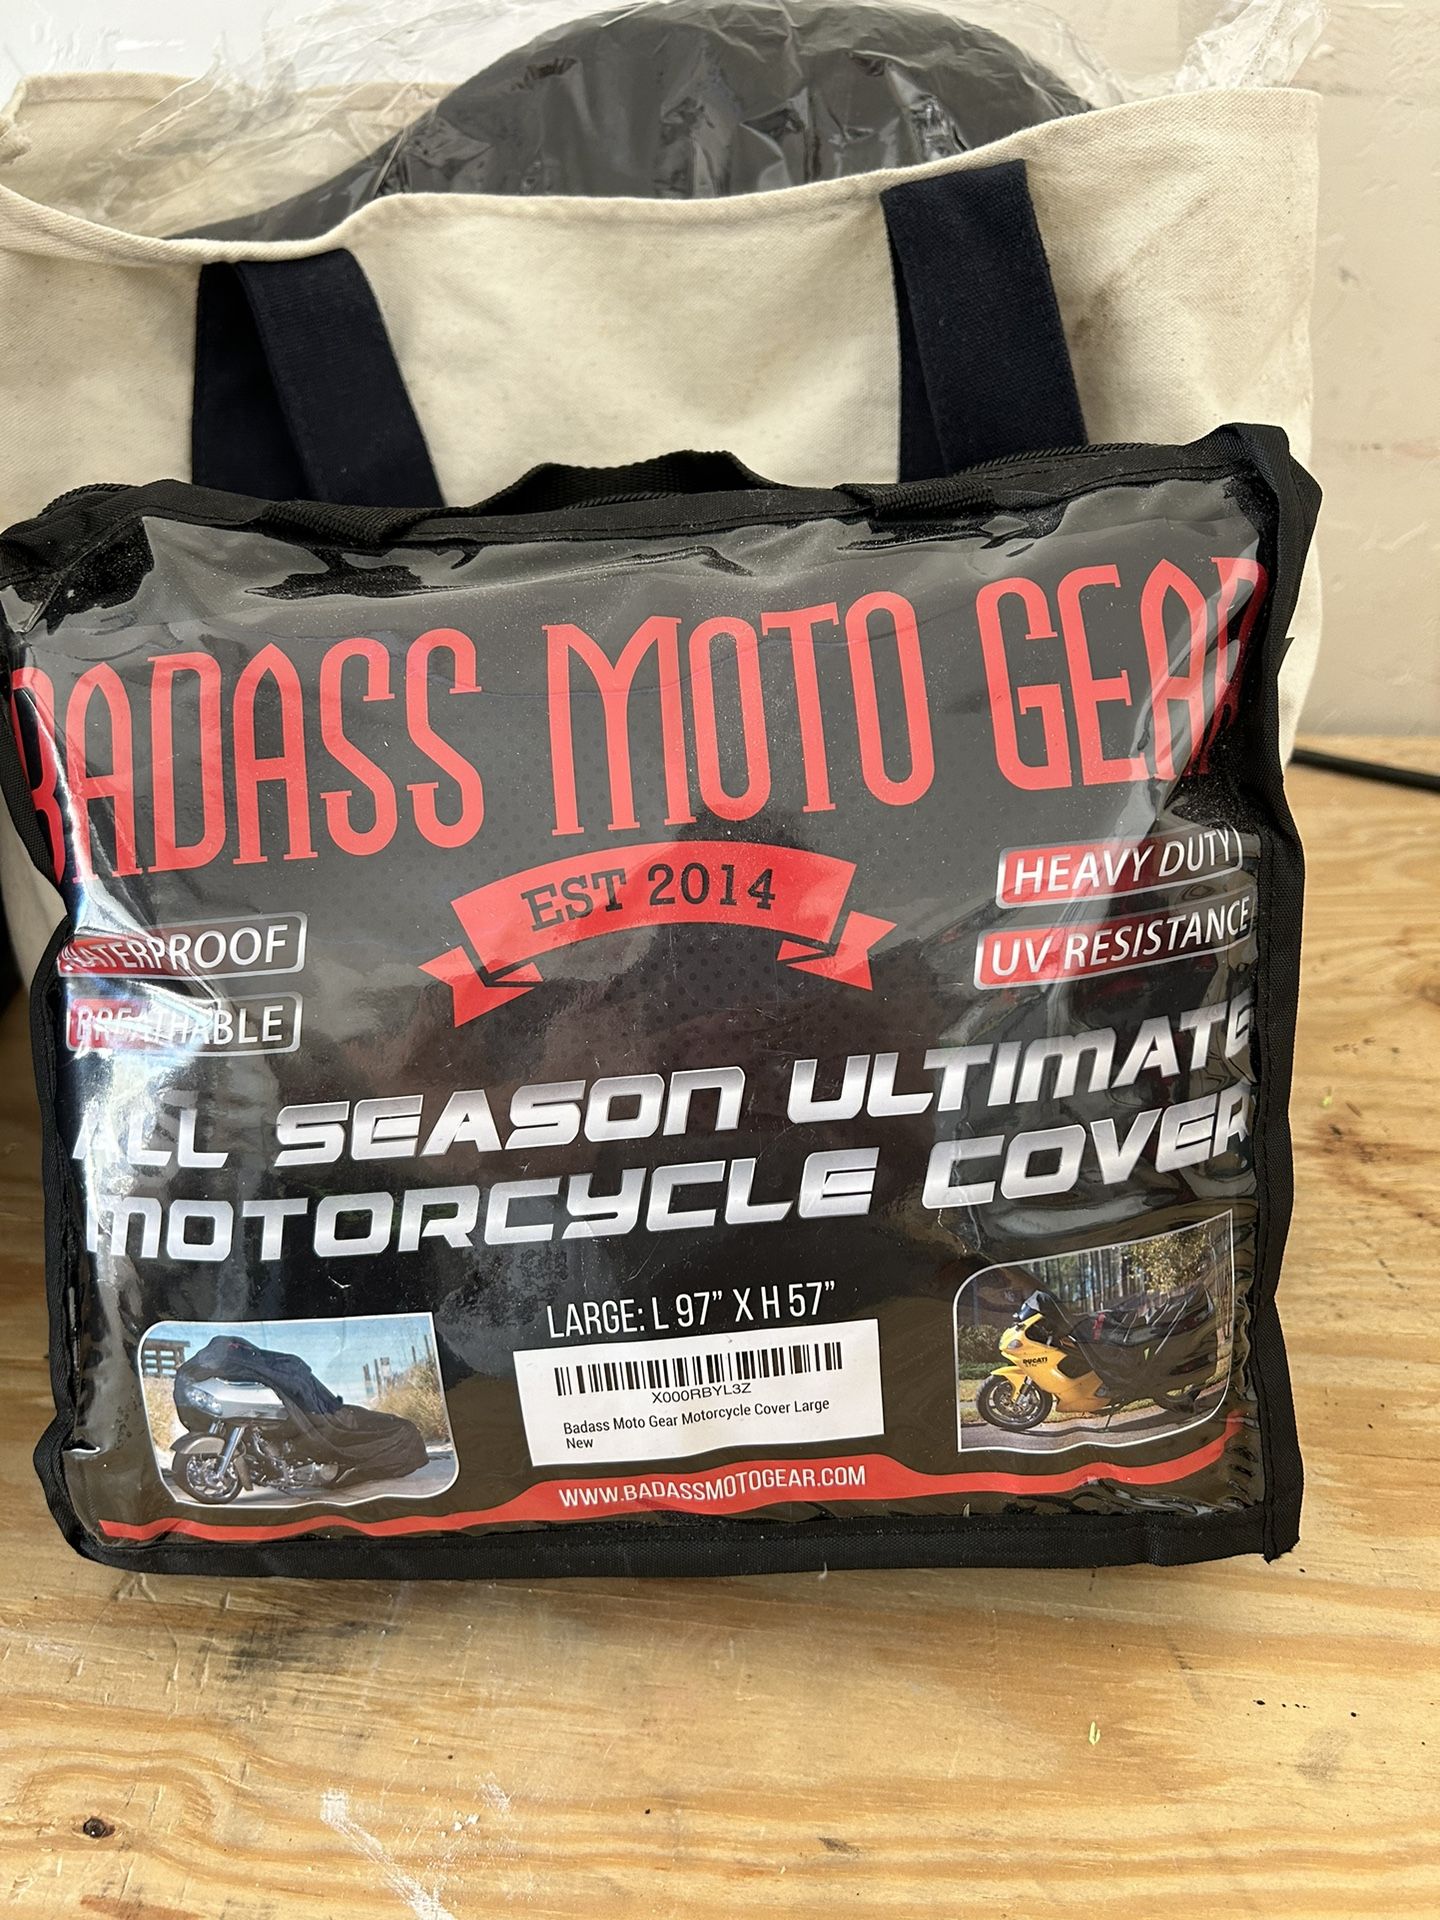 BADASS MOTO GEAR
EST 2014
WATERPROOF
BREATHABLE
HEAVY DUTY
UV RESISTANCE
ALL SEASON ULTIMATE
MOTORCYCLE COVER
LARGE: L 97” X H 57”
X000RBYL3Z
Badass Moto Gear Motorcycle Cover Large
New
DUCATI
WWW.BADASSMOTOGEAR.COM